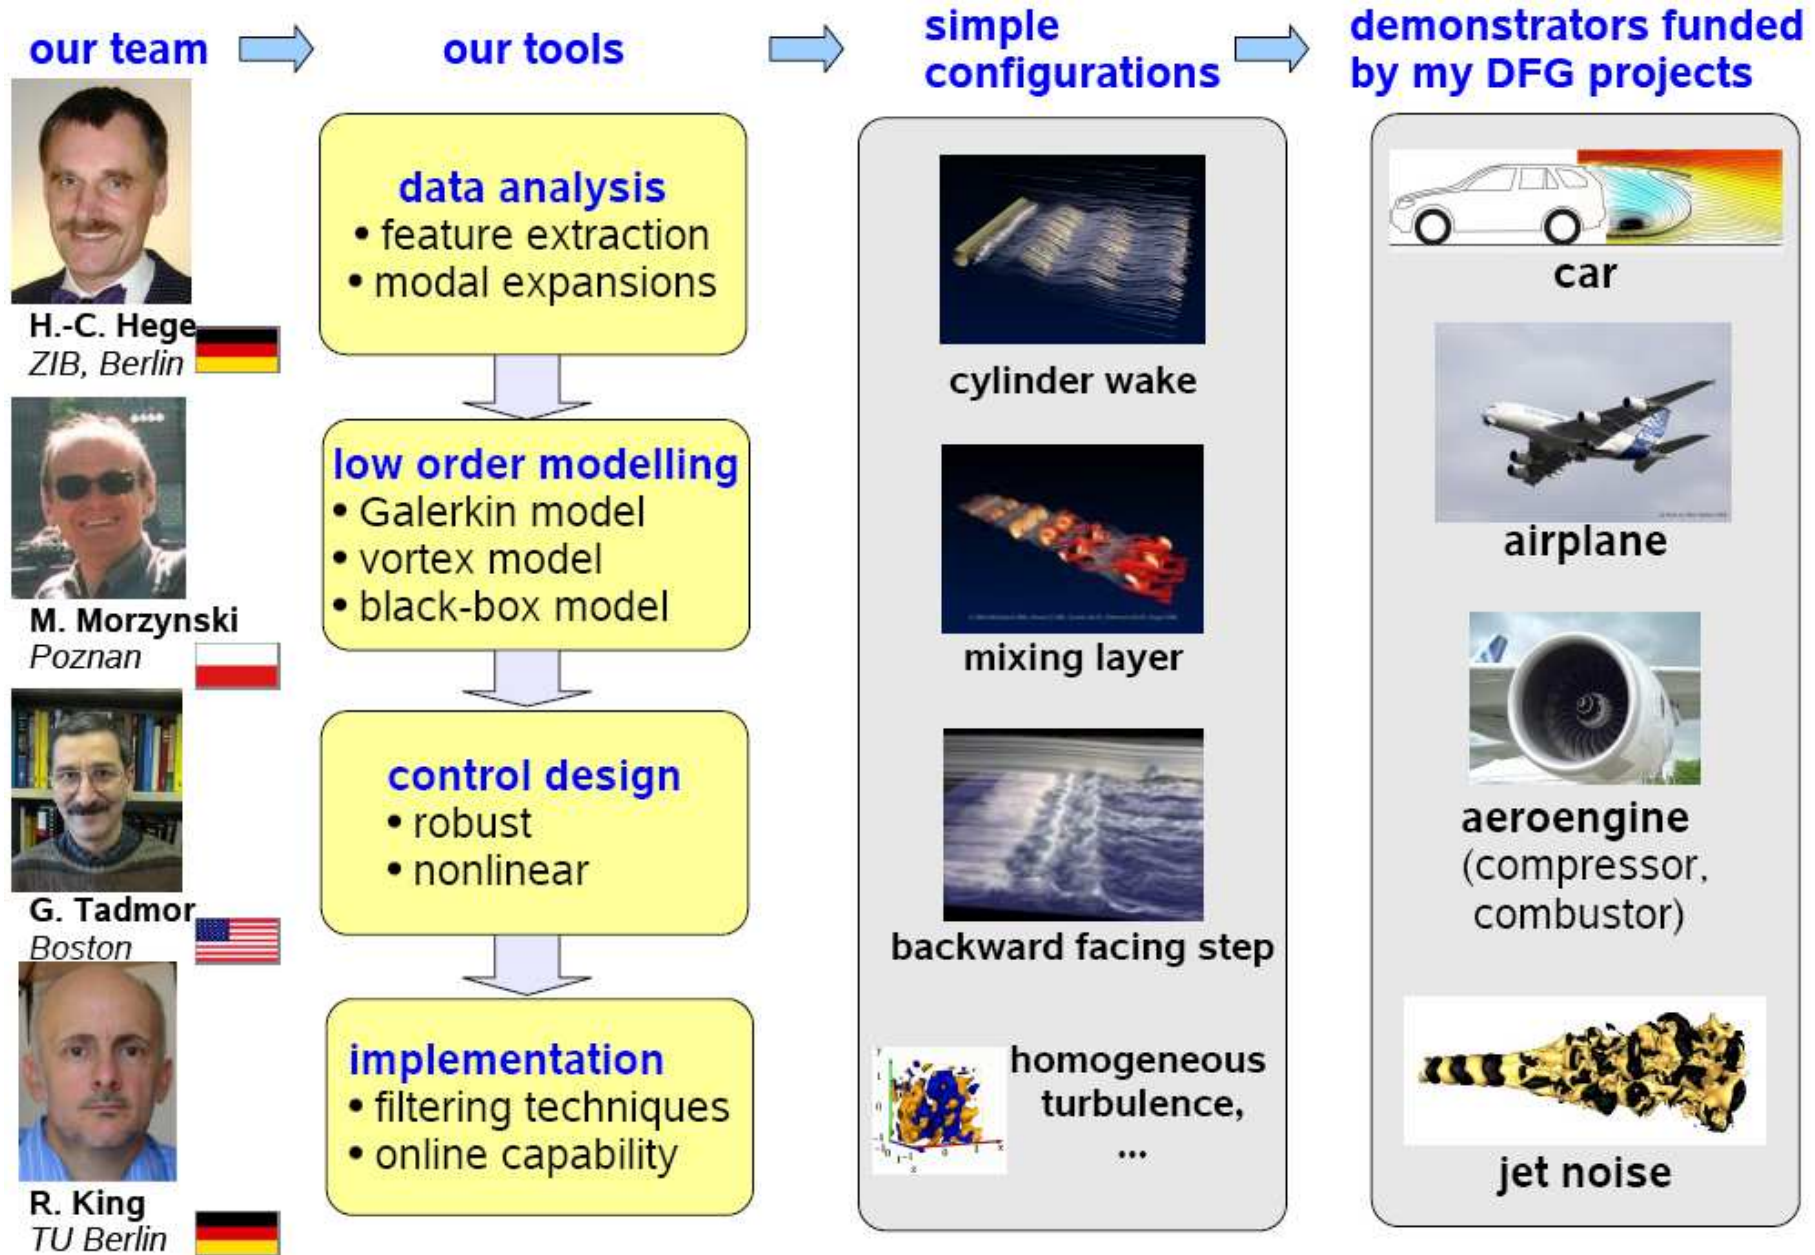 our team
our tools
simple
configurations
demonstrators funded
by my DFG projects
H.-C. Hege
ZIB, Berlin
M. Morzynski
Poznan
G. Tadmor
Boston
R. King
TU Berlin
data analysis
• feature extraction
• modal expansions
low order modelling
• Galerkin model
• vortex model
• black-box model
control design
• robust
• nonlinear
implementation
• filtering techniques
• online capability
cylinder wake
mixing layer
backward facing step
homogeneous
turbulence,
...
car
airplane
aeroengine
(compressor,
combustor)
jet noise